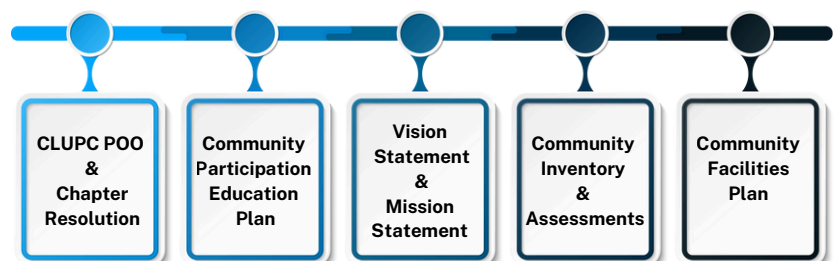 CLUPC POO
&
Chapter
Resolution
Community
Participation
Education
Plan
Vision
Statement
&
Mission
Statement
Community
Inventory
&
Assessments
Community
Facilities
Plan